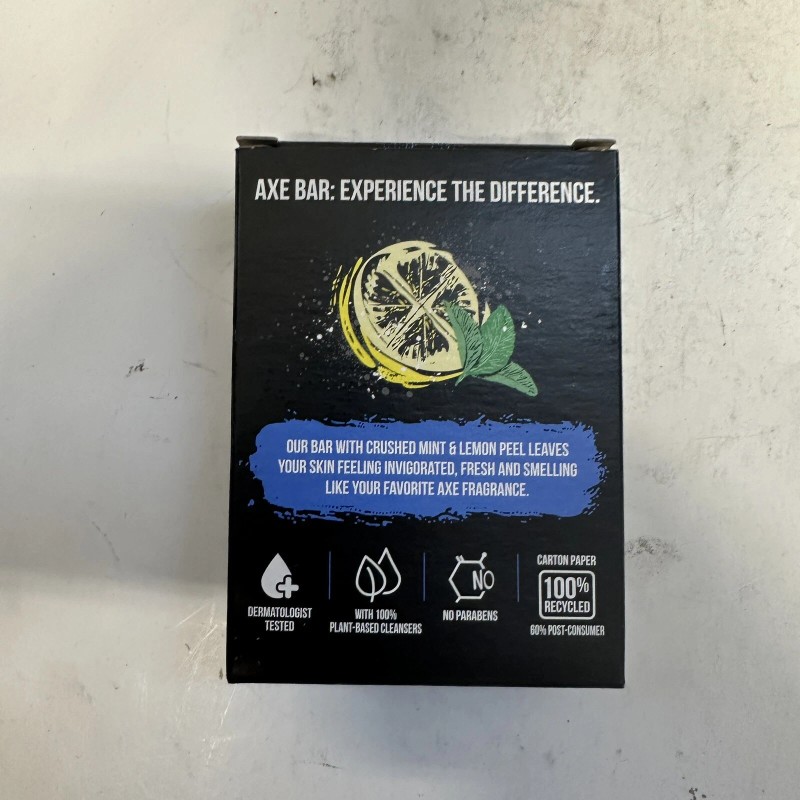 AXE BAR: EXPERIENCE THE DIFFERENCE.
OUR BAR WITH CRUSHED MINT & LEMON PEEL LEAVES
YOUR SKIN FEELING INVIGORATED, FRESH AND SMELLING
LIKE YOUR FAVORITE AXE FRAGRANCE.
DERMATOLOGIST
TESTED
WITH 100%
PLANT-BASED CLEANSERS
NO
NO PARABENS
CARTON PAPER
100%
RECYCLED
60% POST-CONSUMER